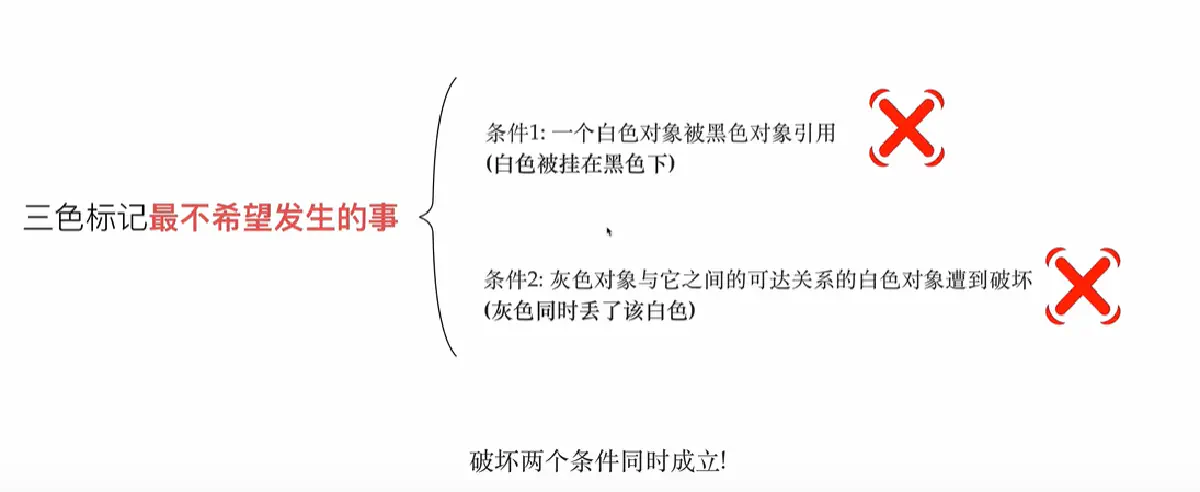 条件1: 一个白色对象被黑色对象引用
(白色被挂在黑色下)
三色标记最不希望发生的事
条件2: 灰色对象与它之间的可达关系的白色对象遭到破坏
(灰色同时丢了该白色)
破坏两个条件同时成立!